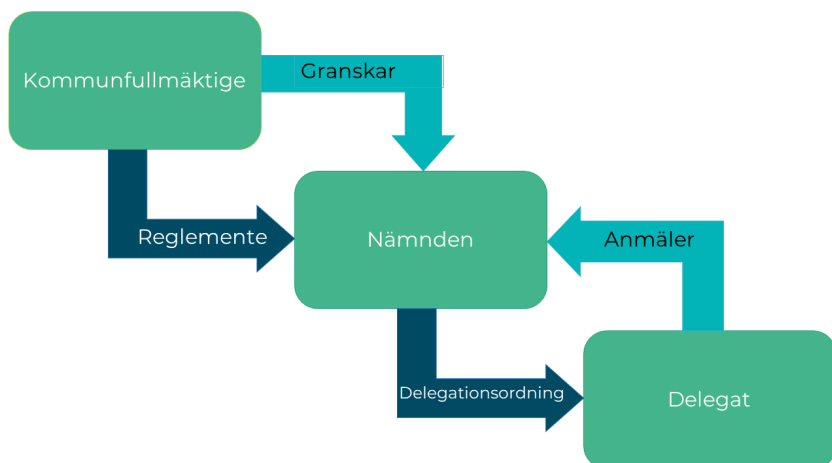 Kommunfullmäktige
Granskar
Reglemente
Nämnden
Anmäler
Delegationsordning
Delegat